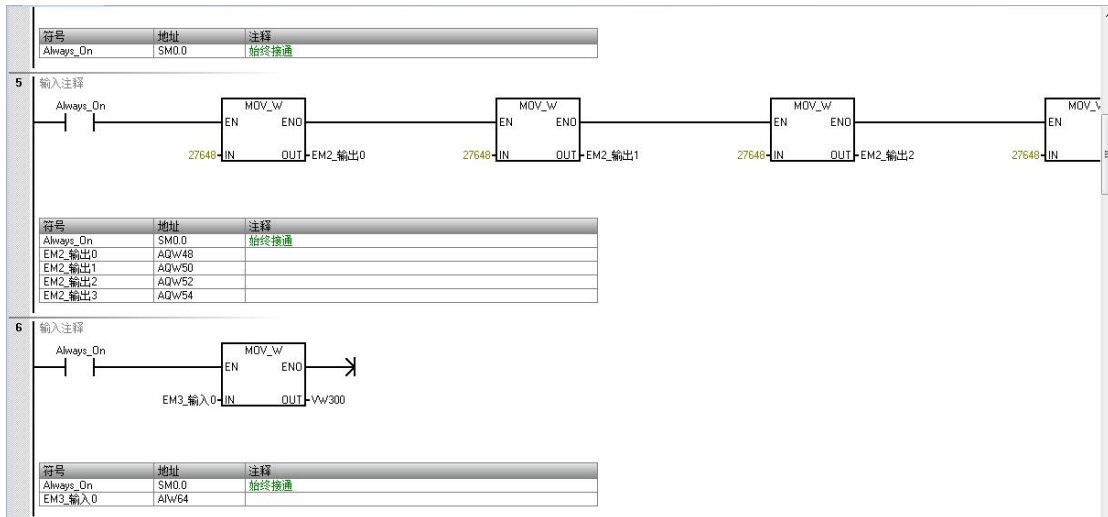 符号 地址 注释
Always_On SM0.0 始终接通
5 输入注释
Always_On MOV_W MOV_W MOV_W MOV_W
EN ENO EN ENO EN ENO EN
27648 IN OUT EM2_输出0 27648 IN OUT EM2_输出1 27648 IN OUT EM2_输出2 27648 IN
符号 地址 注释
Always_On SM0.0 始终接通
EM2_输出0 AQW48
EM2_输出1 AQW50
EM2_输出2 AQW52
EM2_输出3 AQW54
6 输入注释
Always_On MOV_W
EN ENO
EM3_输入0 IN OUT VW300
符号 地址 注释
Always_On SM0.0 始终接通
EM3_输入0 AIW64